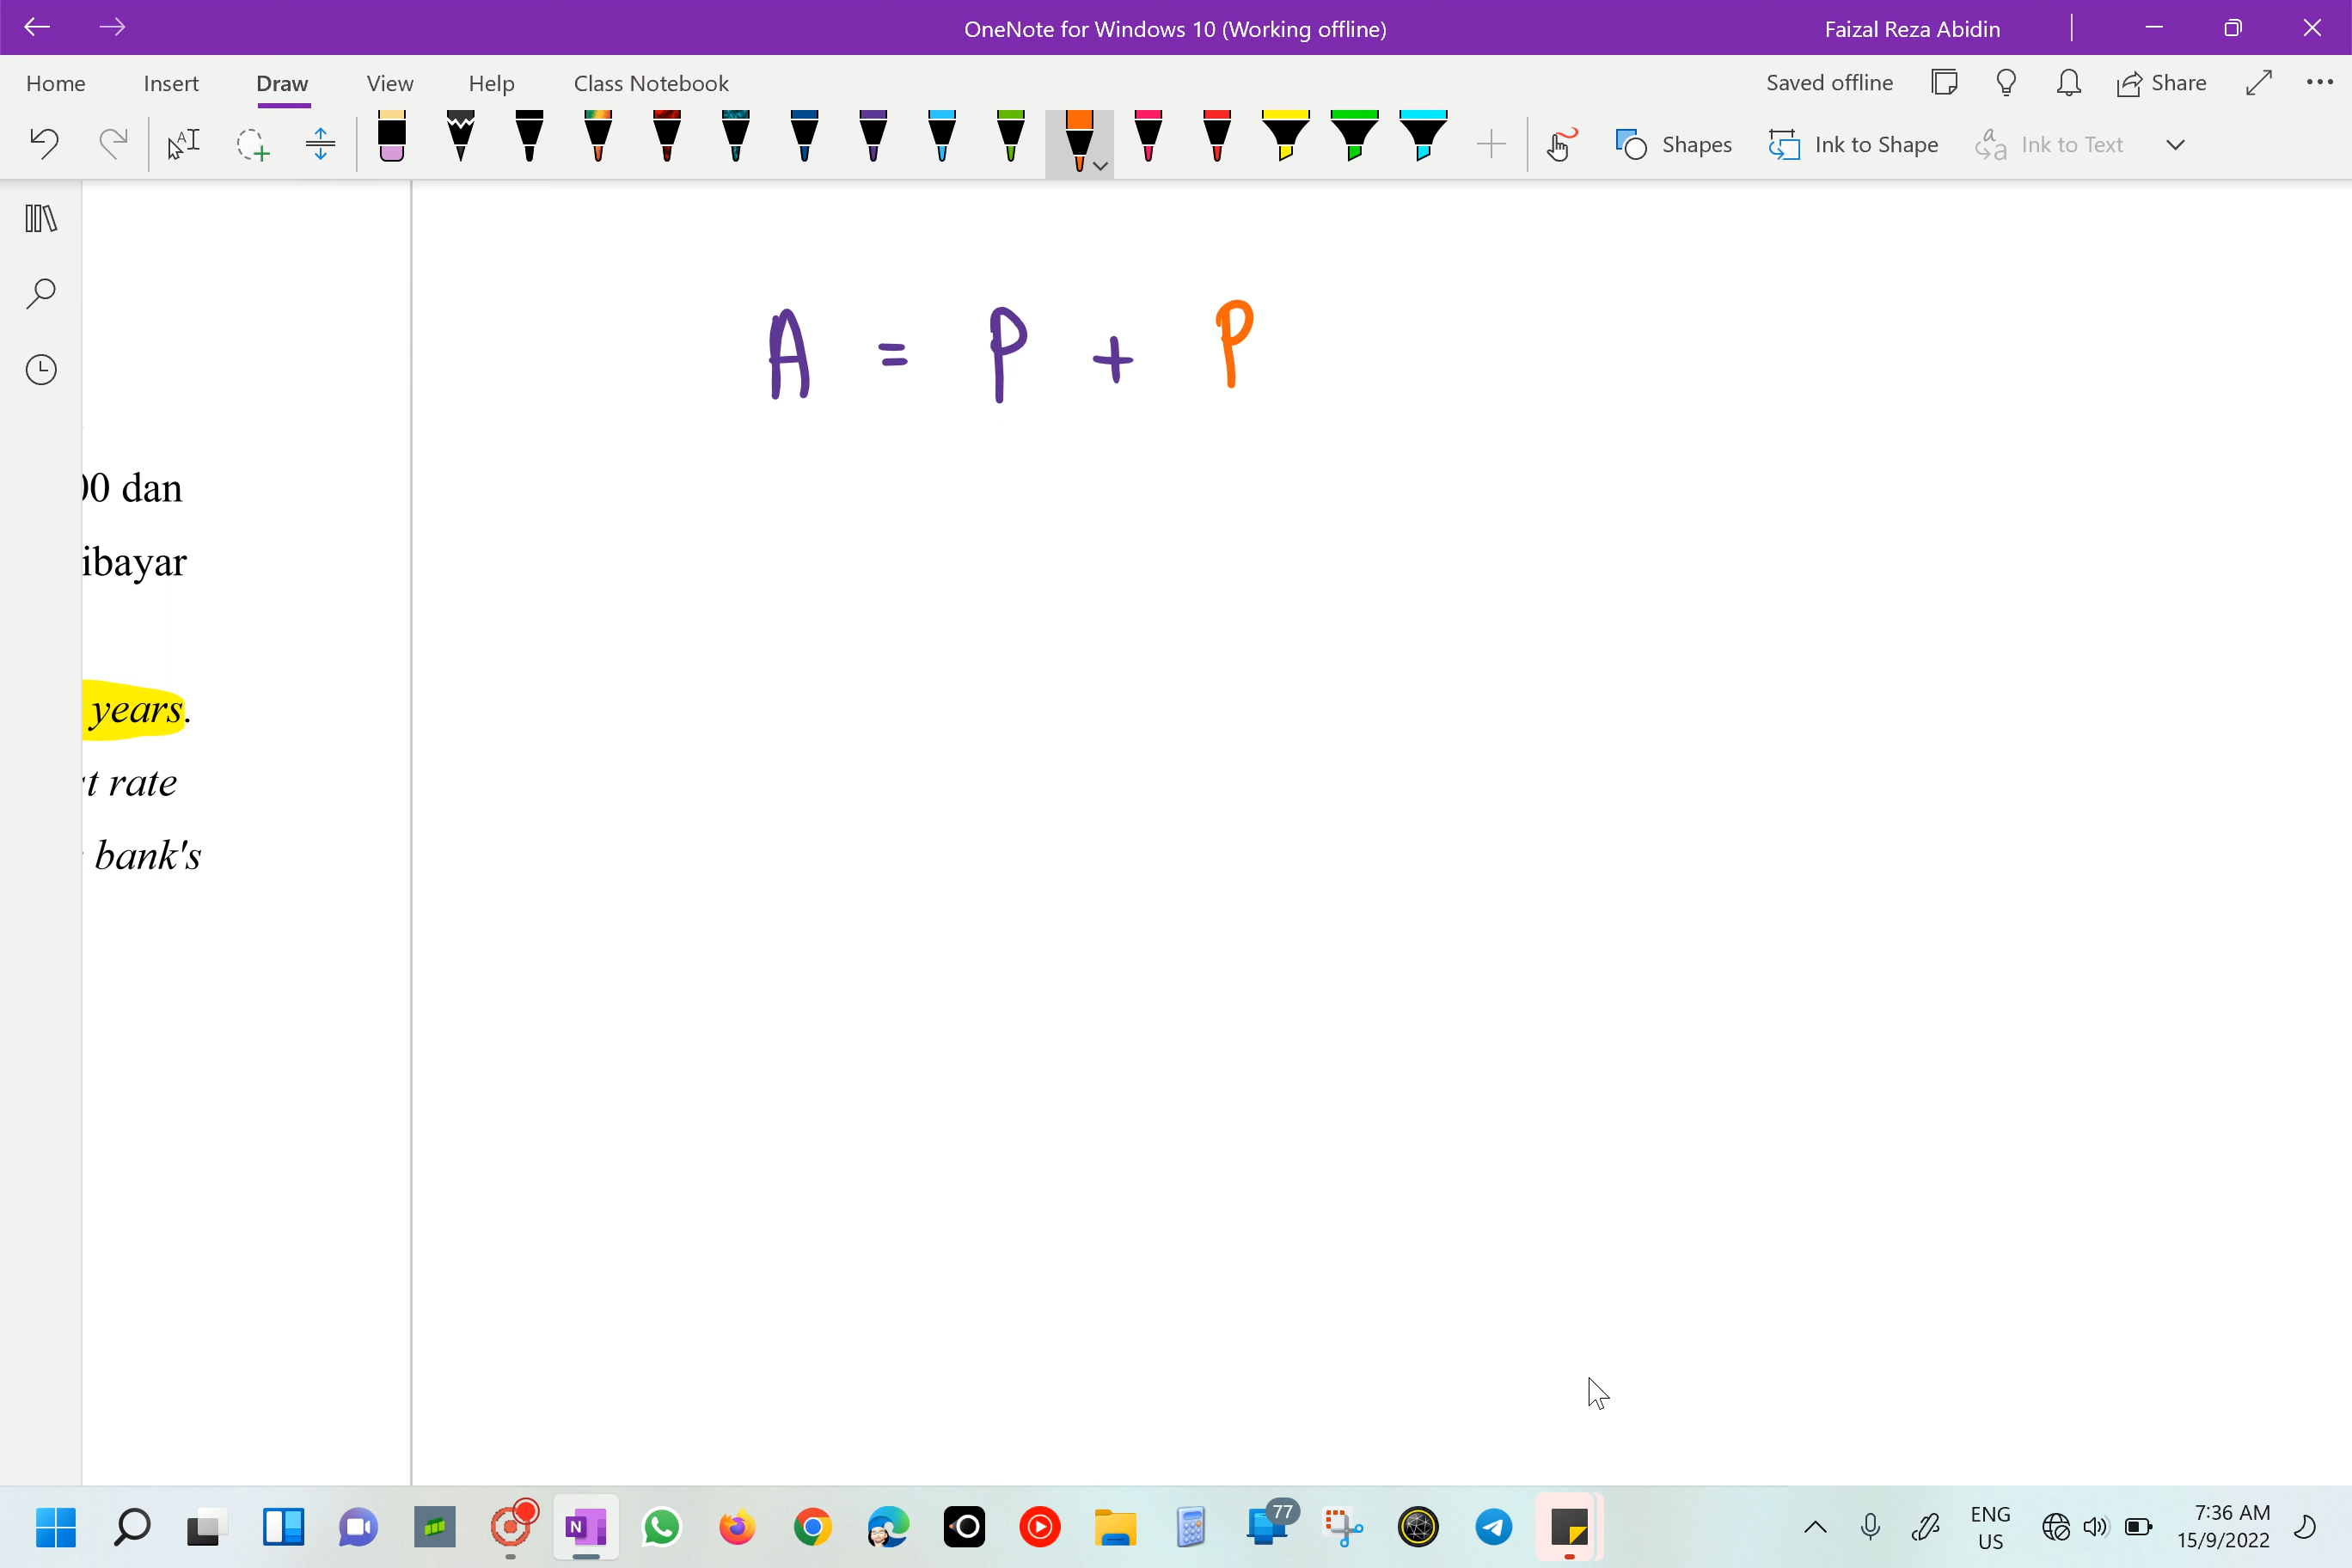 OneNote for Windows 10 (Working offline)
Faizal Reza Abidin
Home Insert Draw View Help Class Notebook
Saved offline Share
Shapes Ink to Shape Ink to Text
A = P + P
00 dan
ibayar
years.
t rate
bank's
77
ENG
US
7:36 AM
15/9/2022